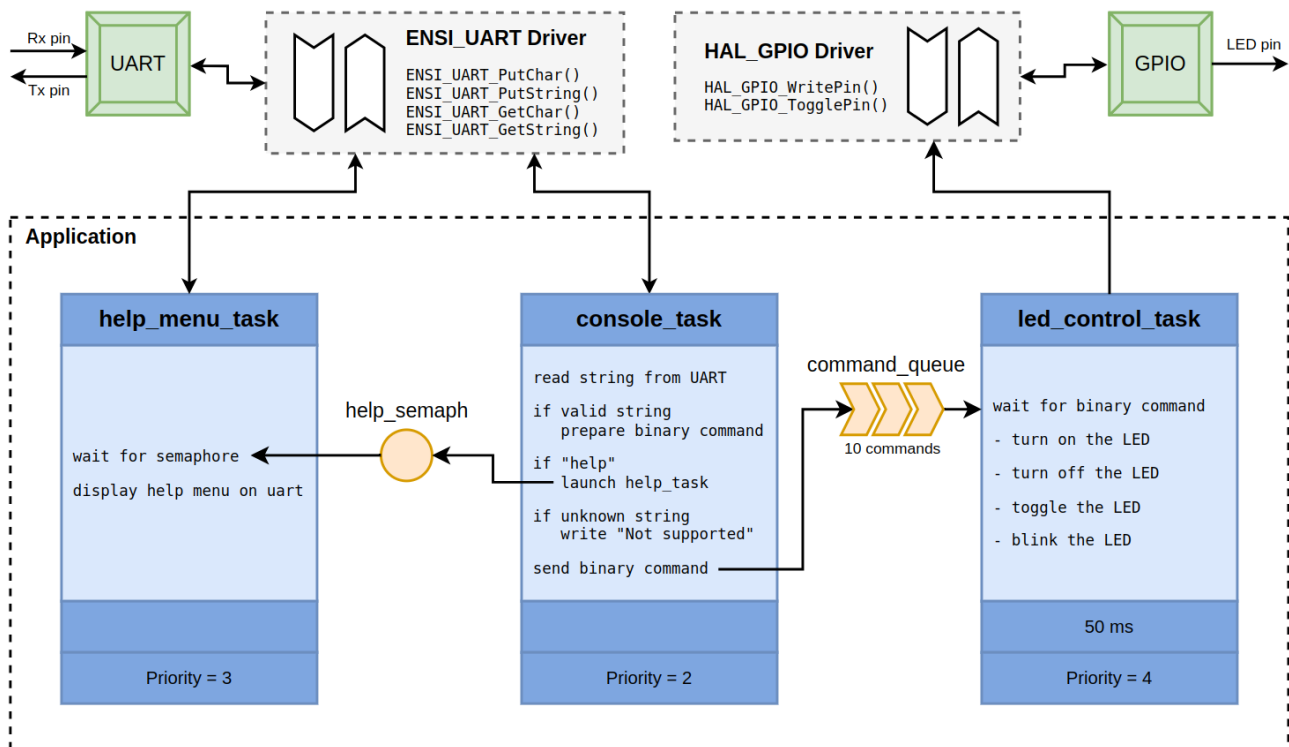 Rx pin
Tx pin
UART
ENSI_UART Driver
ENSI_UART_PutChar()
ENSI_UART_PutString()
ENSI_UART_GetChar()
ENSI_UART_GetString()
HAL_GPIO Driver
HAL_GPIO_WritePin()
HAL_GPIO_TogglePin()
GPIO
LED pin
Application
help_menu_task
wait for semaphore
display help menu on uart
Priority = 3
help_semaph
console_task
read string from UART
if valid string
prepare binary command
if "help"
launch help_task
if unknown string
write "Not supported"
send binary command
Priority = 2
command_queue
10 commands
led_control_task
wait for binary command
- turn on the LED
- turn off the LED
- toggle the LED
- blink the LED
50 ms
Priority = 4